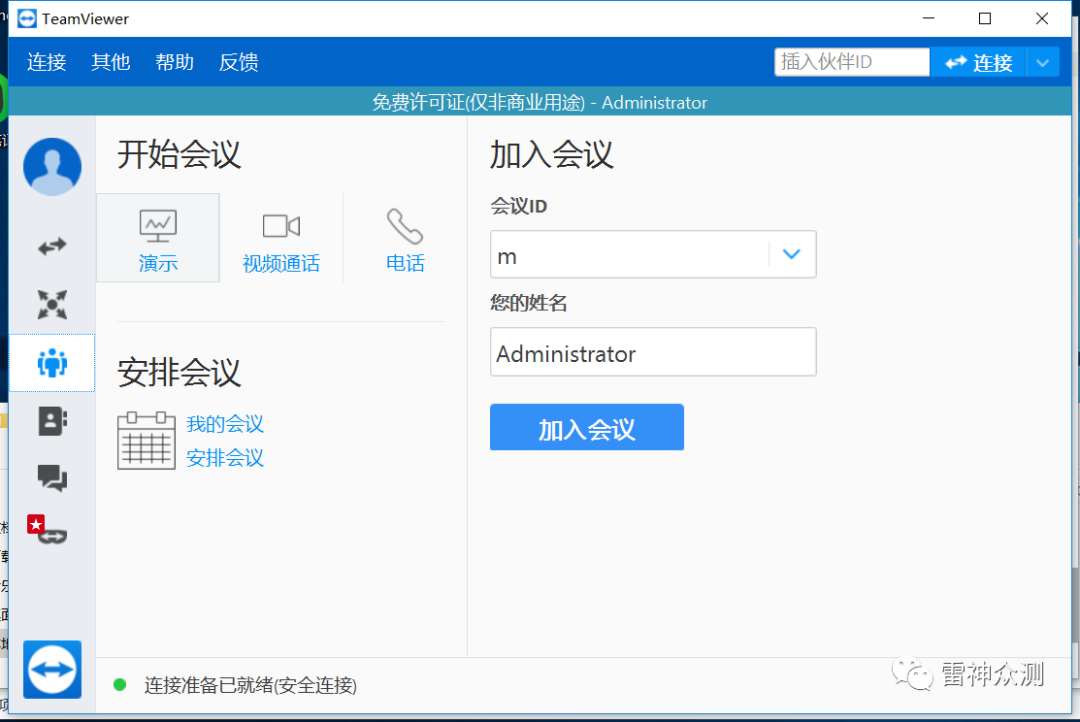 TeamViewer
连接 其他 帮助 反馈 插入伙伴ID 连接
免费许可证(仅非商业用途) - Administrator
开始会议
演示 视频通话 电话
安排会议
我的会议
安排会议
加入会议
会议ID
m
您的姓名
Administrator
加入会议
连接准备已就绪(安全连接)
雷神众测